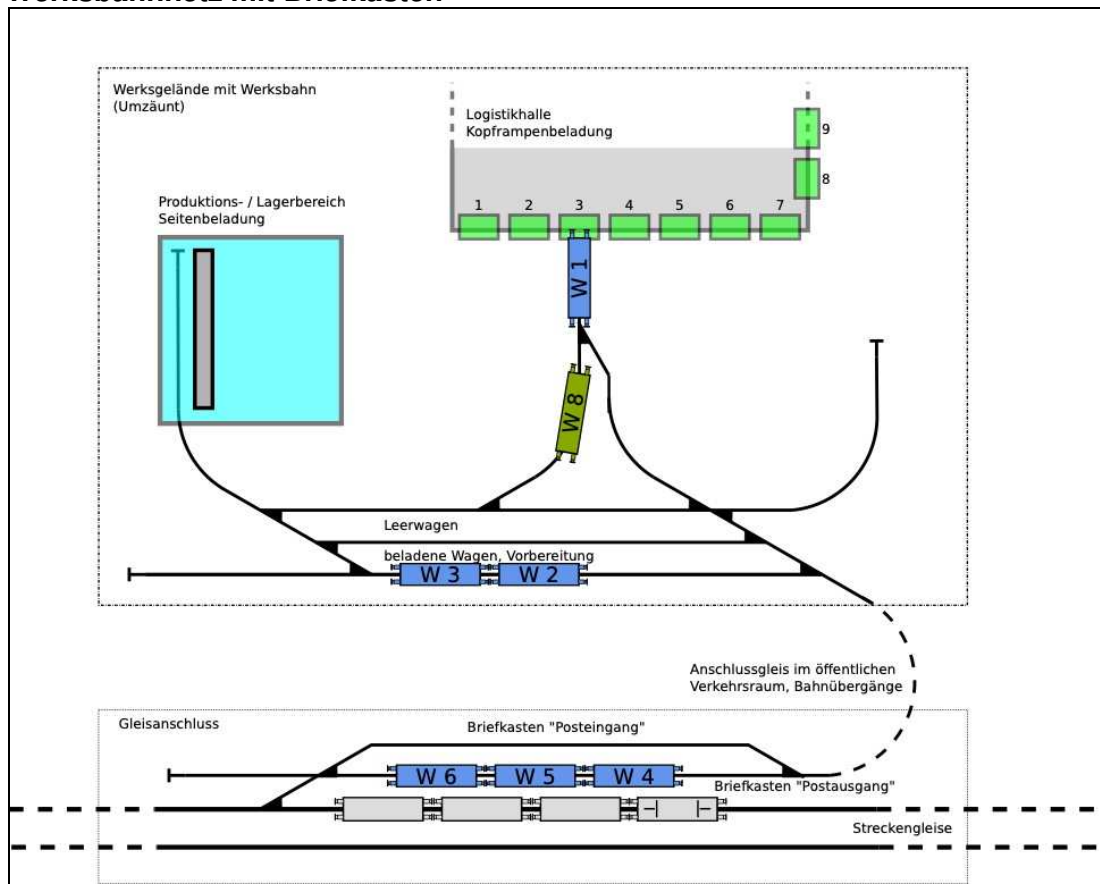 Werksbahnnetz mit Briefkasten
Werksgelände mit Werksbahn
(Umzäunt)
Logistikhalle
Kopframpenbeladung
9
8
Produktions- / Lagerbereich
Seitenbeladung
1 2 3 4 5 6 7
W 1
W 8
Leerwagen
beladene Wagen, Vorbereitung
W 3 W 2
Anschlussgleis im öffentlichen
Verkehrsraum, Bahnübergänge
Gleisanschluss
Briefkasten "Posteingang"
W 6 W 5 W 4
Briefkasten "Postausgang"
Streckengleise